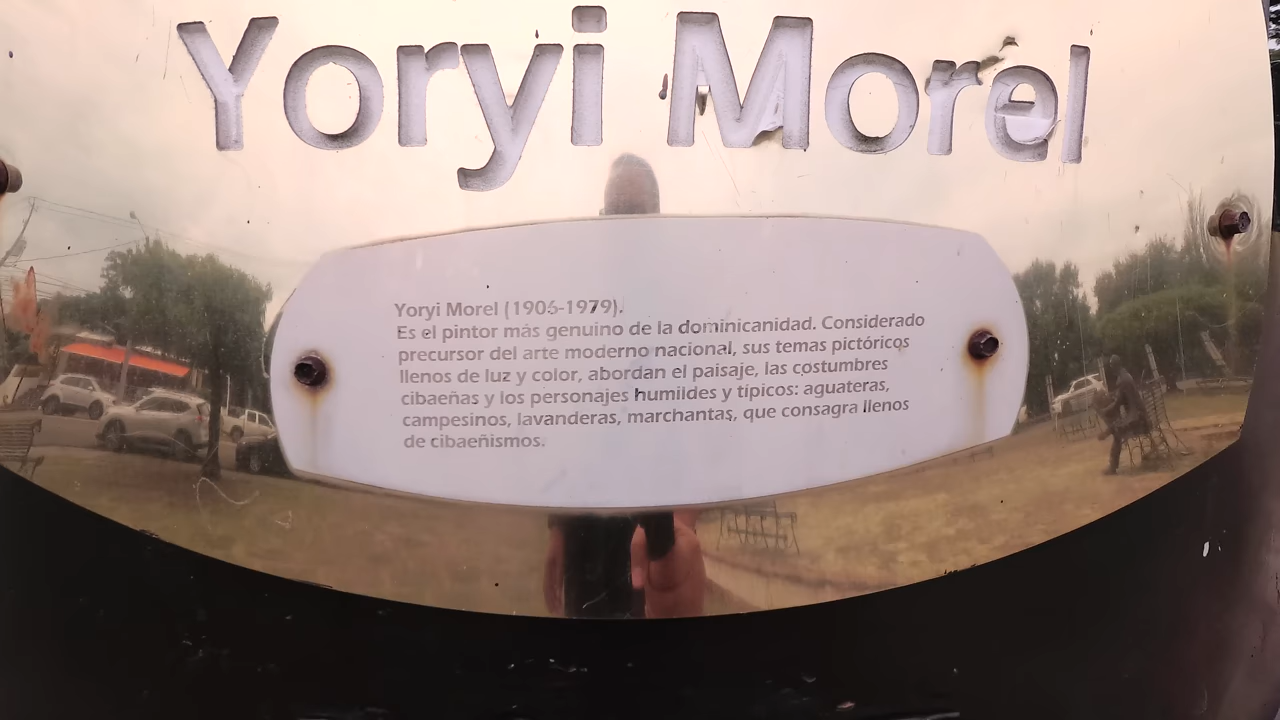 Yoryi Morel
Yoryi Morel (1906-1979).
Es el pintor más genuino de la dominicanidad. Considerado
precursor del arte moderno nacional, sus temas pictóricos
llenos de luz y color, abordan el paisaje, las costumbres
cibaeñas y los personajes humildes y típicos: aguateras,
campesinos, lavanderas, marchantas, que consagra llenos
de cibaeñismos.